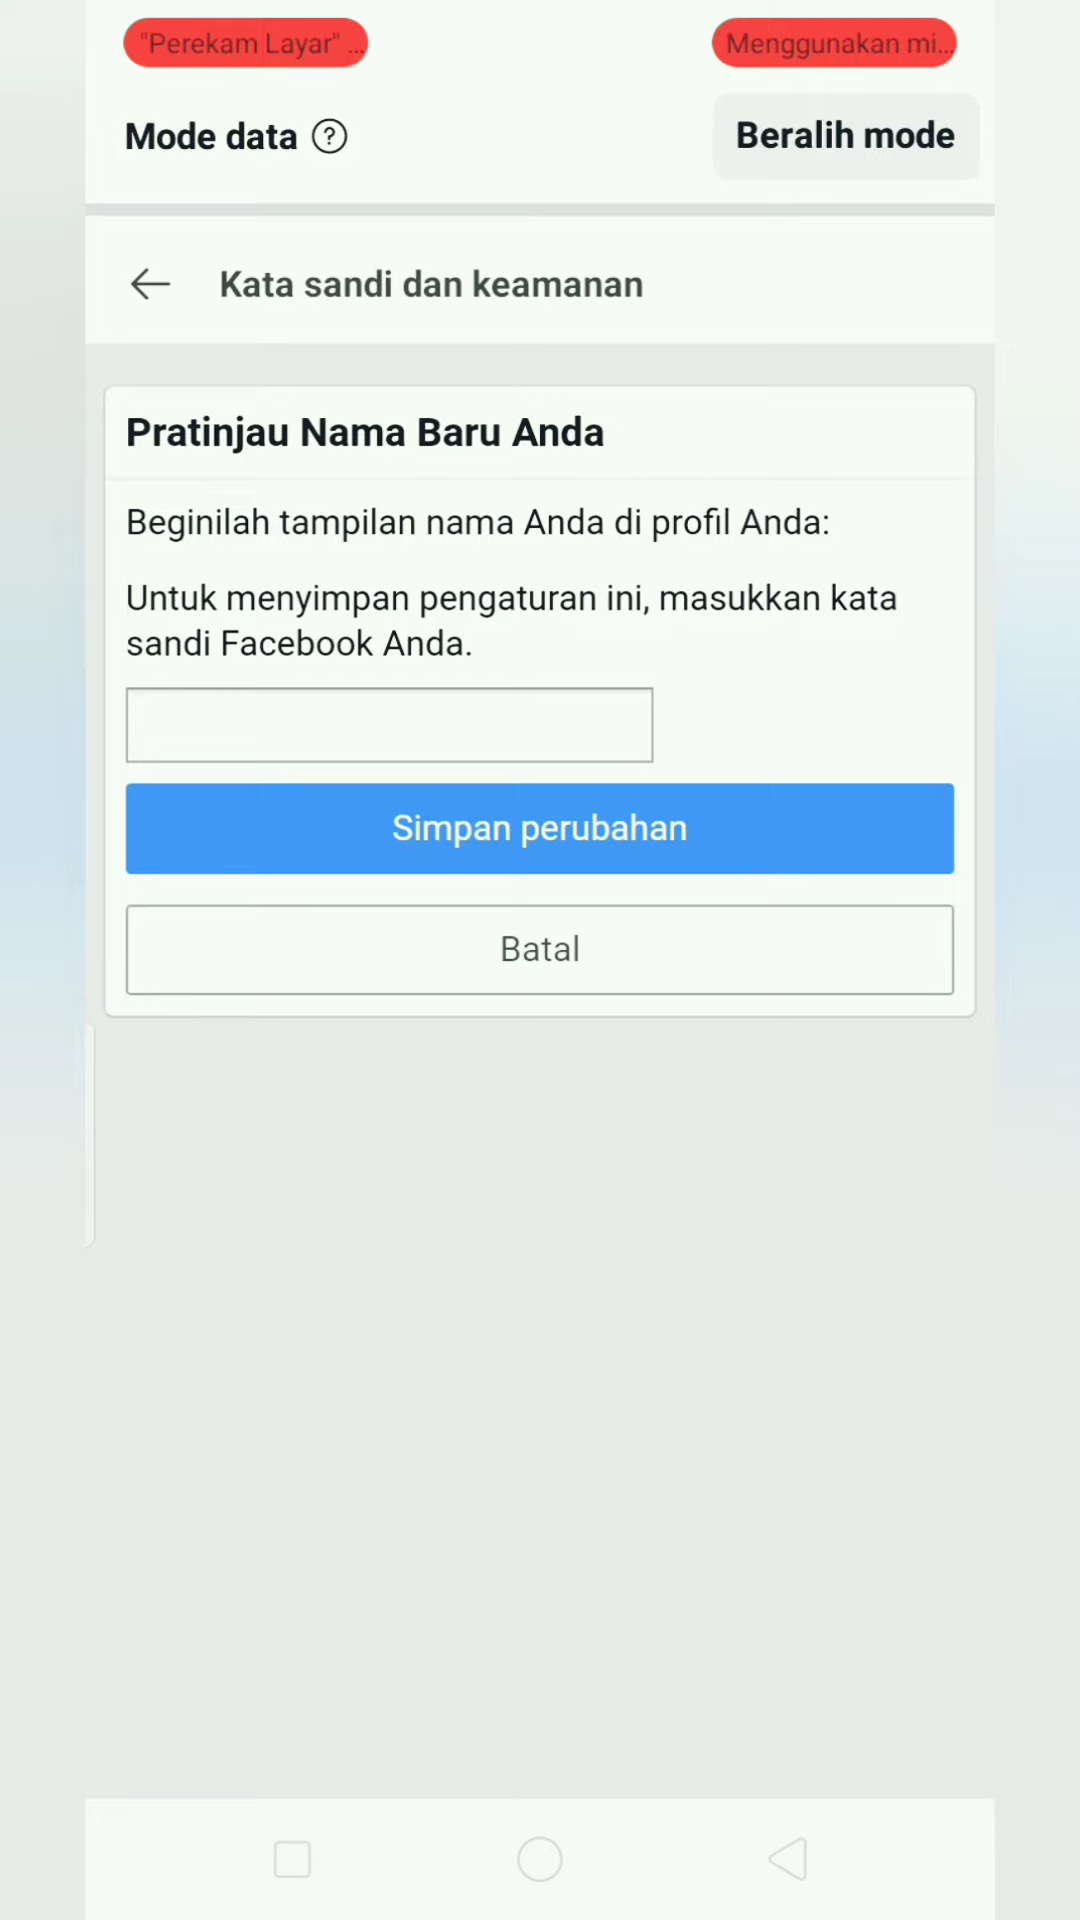 "Perekam Layar" ...
Menggunakan mi...
Mode data ?
Beralih mode
Kata sandi dan keamanan
Pratinjau Nama Baru Anda
Beginilah tampilan nama Anda di profil Anda:
Untuk menyimpan pengaturan ini, masukkan kata
sandi Facebook Anda.
Simpan perubahan
Batal